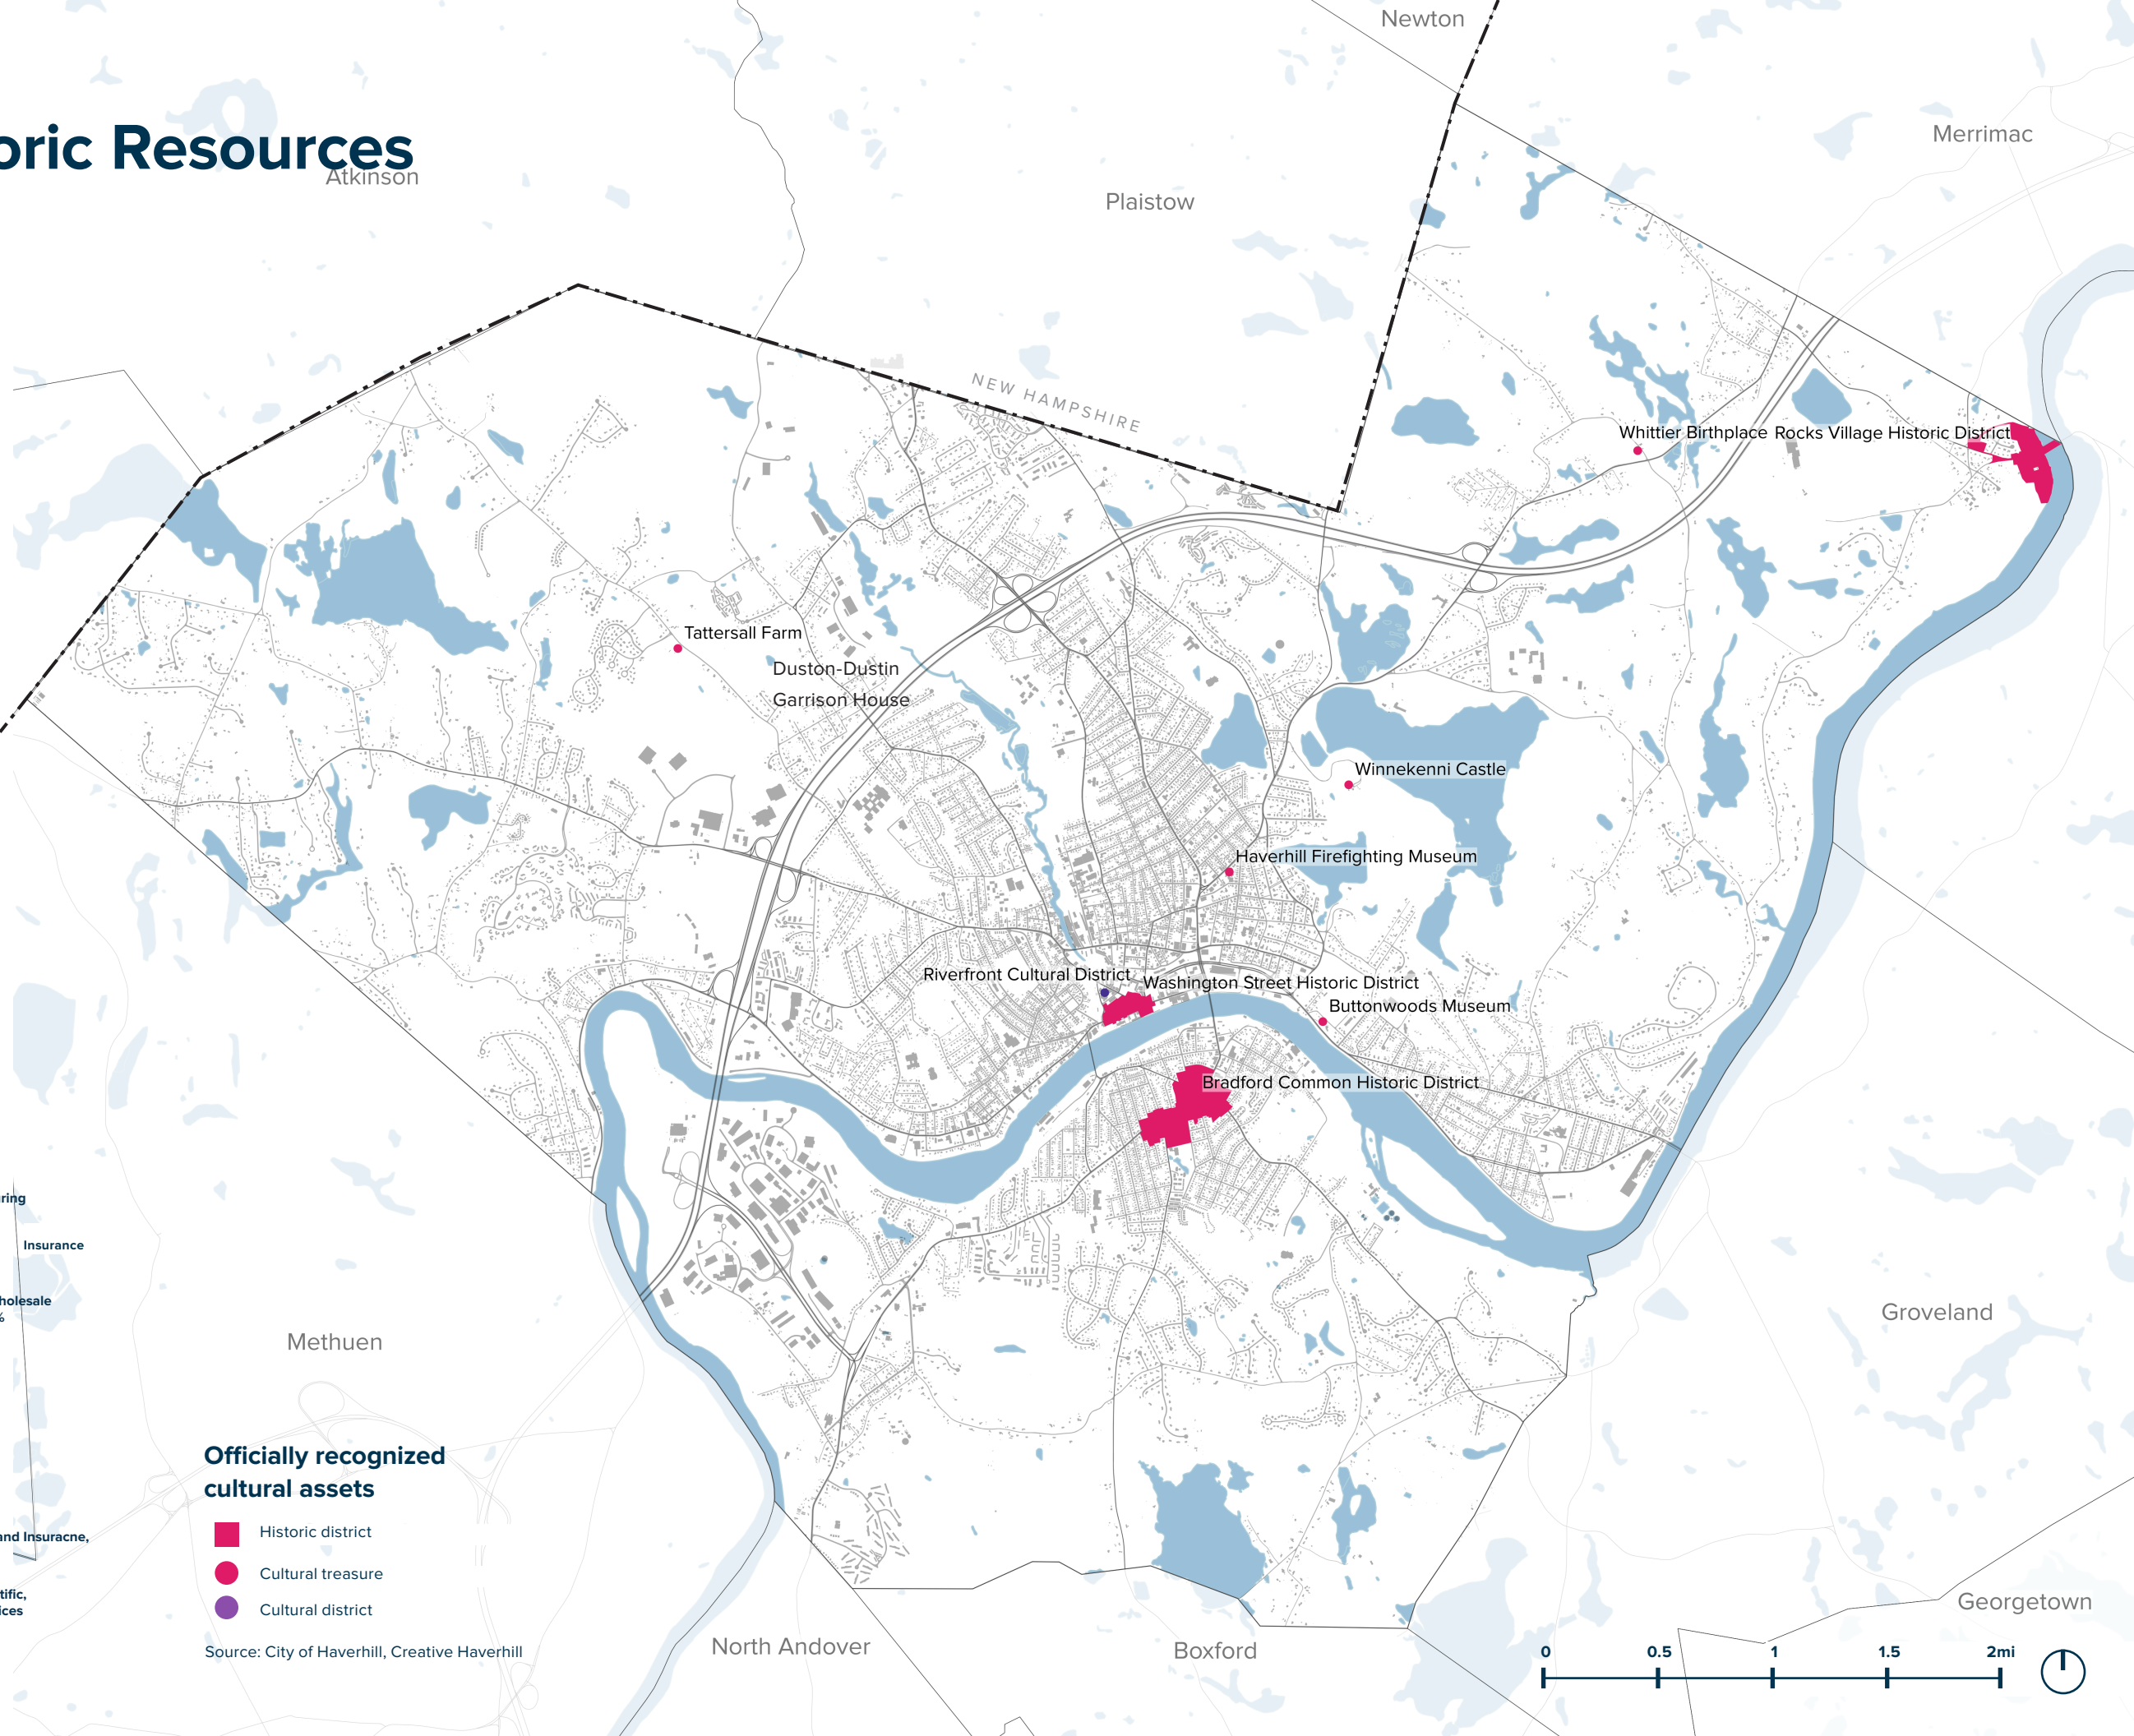 Newton
Merrimac
oric Resources
Atkinson
Plaistow
NEW HAMPSHIRE
Whittier Birthplace
Rocks Village Historic District
Tattersall Farm
Duston-Dustin
Garrison House
Winnekenni Castle
Haverhill Firefighting Museum
Riverfront Cultural District
Washington Street Historic District
Buttonwoods Museum
Bradford Common Historic District
ring
Insurance
holesale
%
Methuen
Groveland
Officially recognized
cultural assets
Historic district
Cultural treasure
Cultural district
Source: City of Haverhill, Creative Haverhill
and Insuracne,
tific,
ices
North Andover
Boxford
Georgetown
0 0.5 1 1.5 2mi